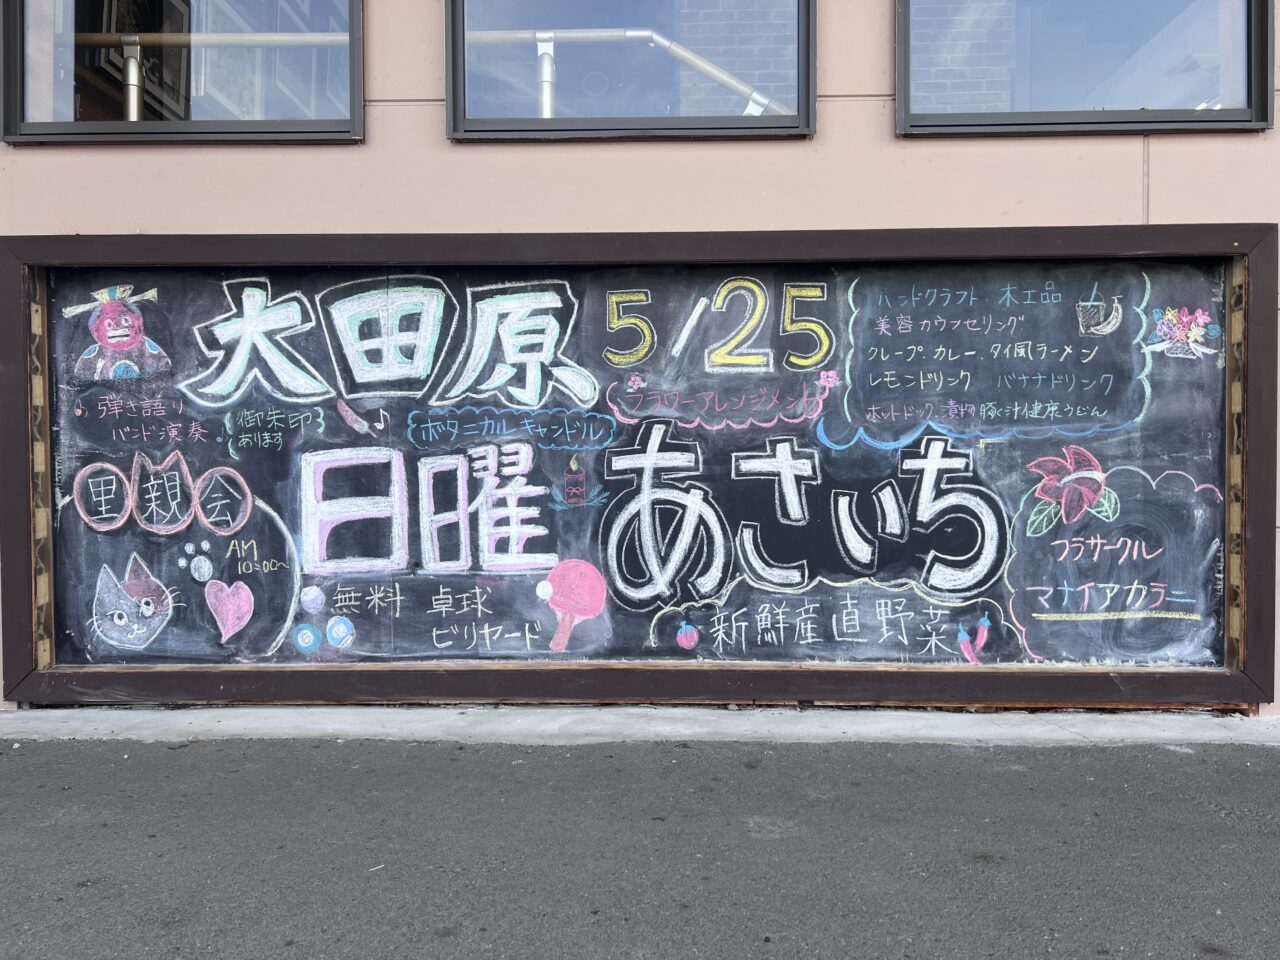 大田原
5/25
ハンドクラフト 木工品
美容カウンセリング
クレープ.カレー.タイ風ラーメン
レモンドリンク バナナドリンク
ホットドック.漬物 豚汁 健康うどん
フラワーアレンジメント
♪弾き語り
バンド演奏♪
御朱印
あります
♪
ボタニカルキャンドル
日曜
あさいち
里親会
AM
10:00~
無料 卓球
ビリヤード
新鮮産直野菜
フラサークル
マナイアカラニ